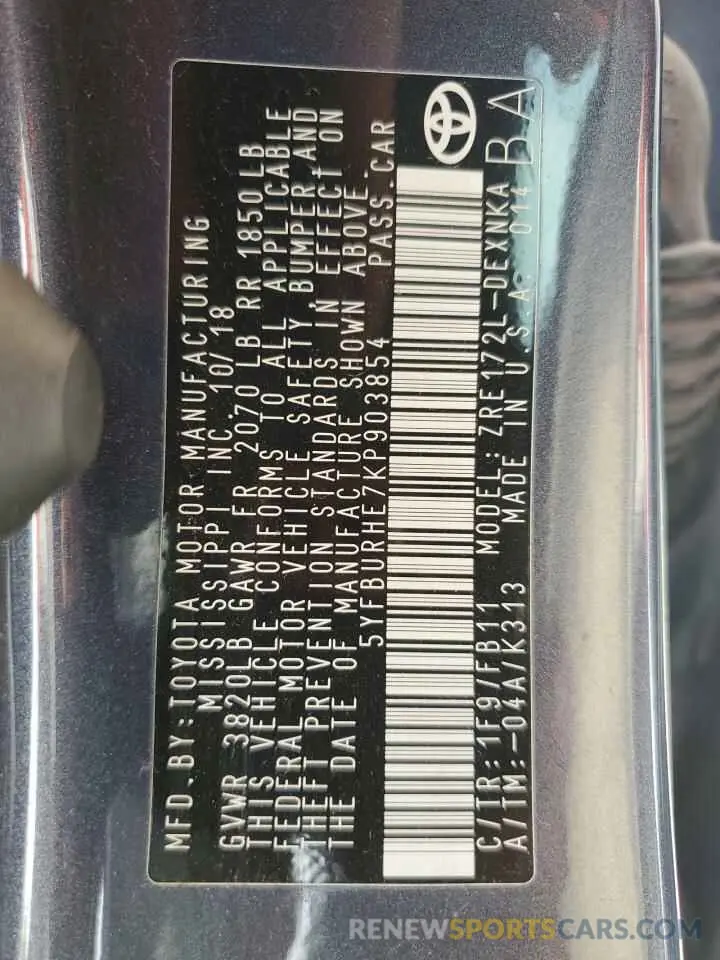 MFD.BY:TOYOTA MOTOR MANUFACTURING
MISSISSIPPI INC. 10/18
GVWR 3820LB GAWR FR 2070 LB RR 1850 LB
THIS VEHICLE CONFORMS TO ALL APPLICABLE
FEDERAL MOTOR VEHICLE SAFETY, BUMPER, AND
THEFT PREVENTION STANDARDS IN EFFECT ON
THE DATE OF MANUFACTURE SHOWN ABOVE.
5YFBURHE7KP903854 PASS.CAR
C/TR: 1F9/FB11 MODEL: ZRE172L-DEXNKA
A/TM:-04A/K313 MADE IN U.S.A. 014
BA
RENEWSPORTSCARS.COM